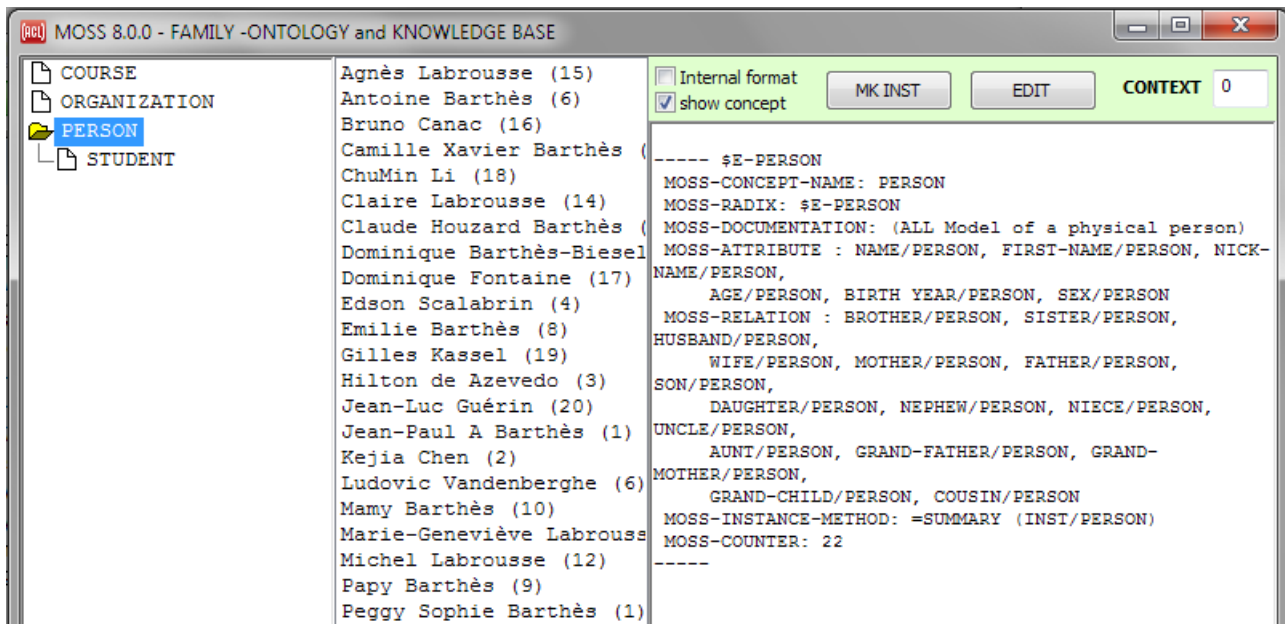 MOSS 8.0.0 - FAMILY -ONTOLOGY and KNOWLEDGE BASE
COURSE
ORGANIZATION
PERSON
STUDENT
Agnès Labrousse (15)
Antoine Barthès (6)
Bruno Canac (16)
Camille Xavier Barthès (
ChuMin Li (18)
Claire Labrousse (14)
Claude Houzard Barthès (
Dominique Barthès-Biesel
Dominique Fontaine (17)
Edson Scalabrin (4)
Emilie Barthès (8)
Gilles Kassel (19)
Hilton de Azevedo (3)
Jean-Luc Guérin (20)
Jean-Paul A Barthès (1)
Kejia Chen (2)
Ludovic Vandenberghe (6)
Mamy Barthès (10)
Marie-Geneviève Labrouss
Michel Labrousse (12)
Papy Barthès (9)
Peggy Sophie Barthès (1)
Internal format
show concept
MK INST
EDIT
CONTEXT 0
----- $E-PERSON
MOSS-CONCEPT-NAME: PERSON
MOSS-RADIX: $E-PERSON
MOSS-DOCUMENTATION: (ALL Model of a physical person)
MOSS-ATTRIBUTE : NAME/PERSON, FIRST-NAME/PERSON, NICK-
NAME/PERSON,
AGE/PERSON, BIRTH YEAR/PERSON, SEX/PERSON
MOSS-RELATION : BROTHER/PERSON, SISTER/PERSON,
HUSBAND/PERSON,
WIFE/PERSON, MOTHER/PERSON, FATHER/PERSON,
SON/PERSON,
DAUGHTER/PERSON, NEPHEW/PERSON, NIECE/PERSON,
UNCLE/PERSON,
AUNT/PERSON, GRAND-FATHER/PERSON, GRAND-
MOTHER/PERSON,
GRAND-CHILD/PERSON, COUSIN/PERSON
MOSS-INSTANCE-METHOD: =SUMMARY (INST/PERSON)
MOSS-COUNTER: 22
-----